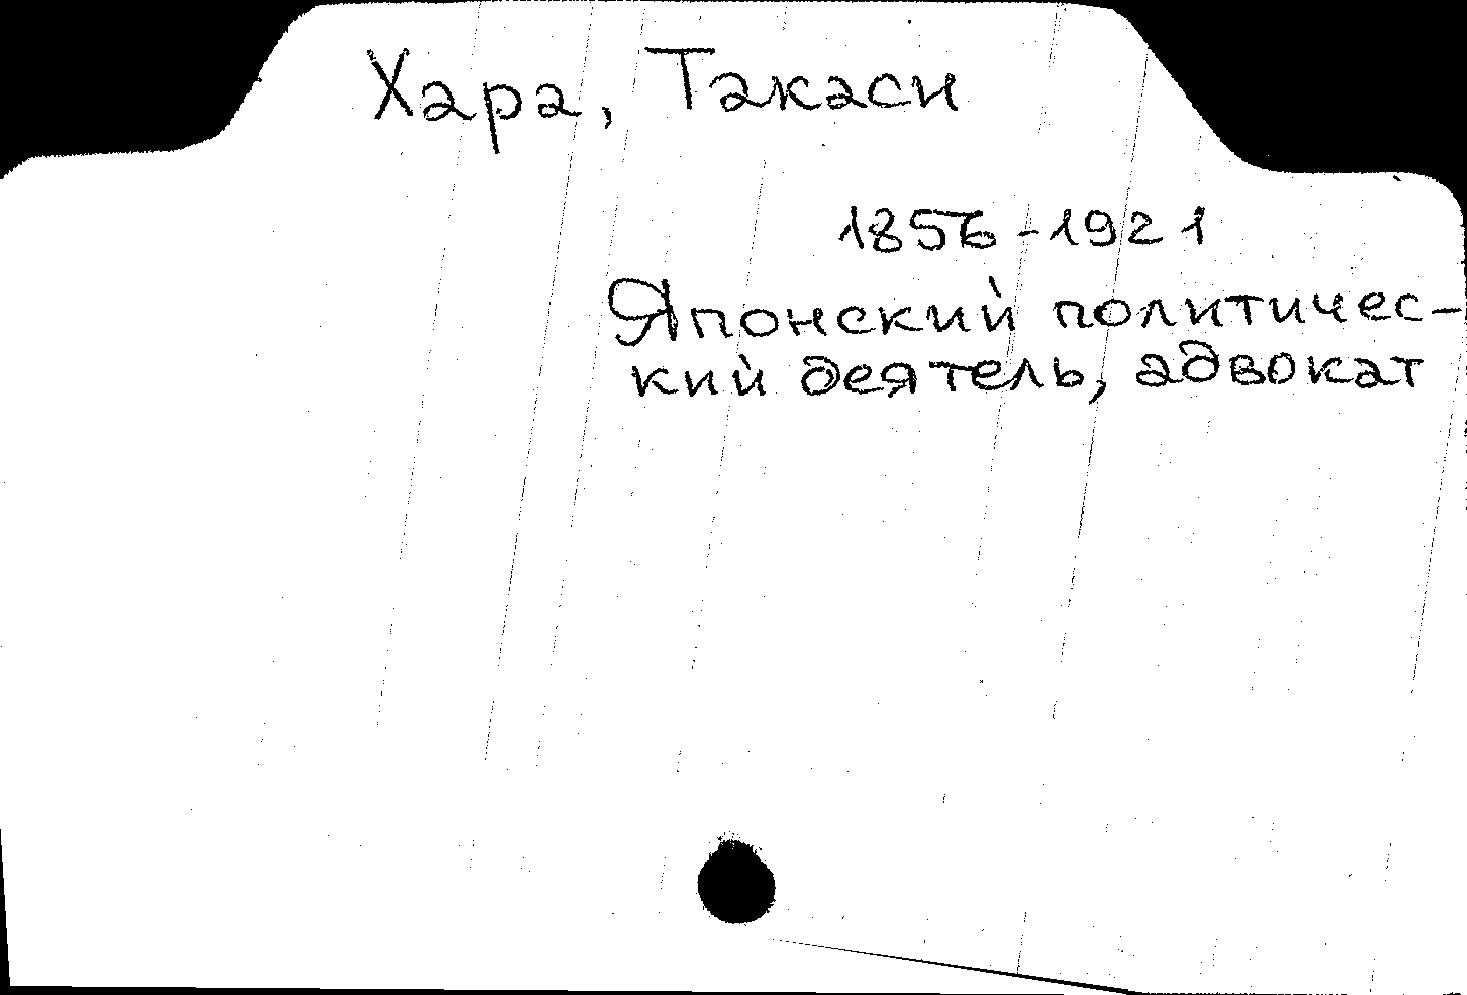 Хара, Такаси
1856-1921
Японский политичес-
кий деятель, адвокат